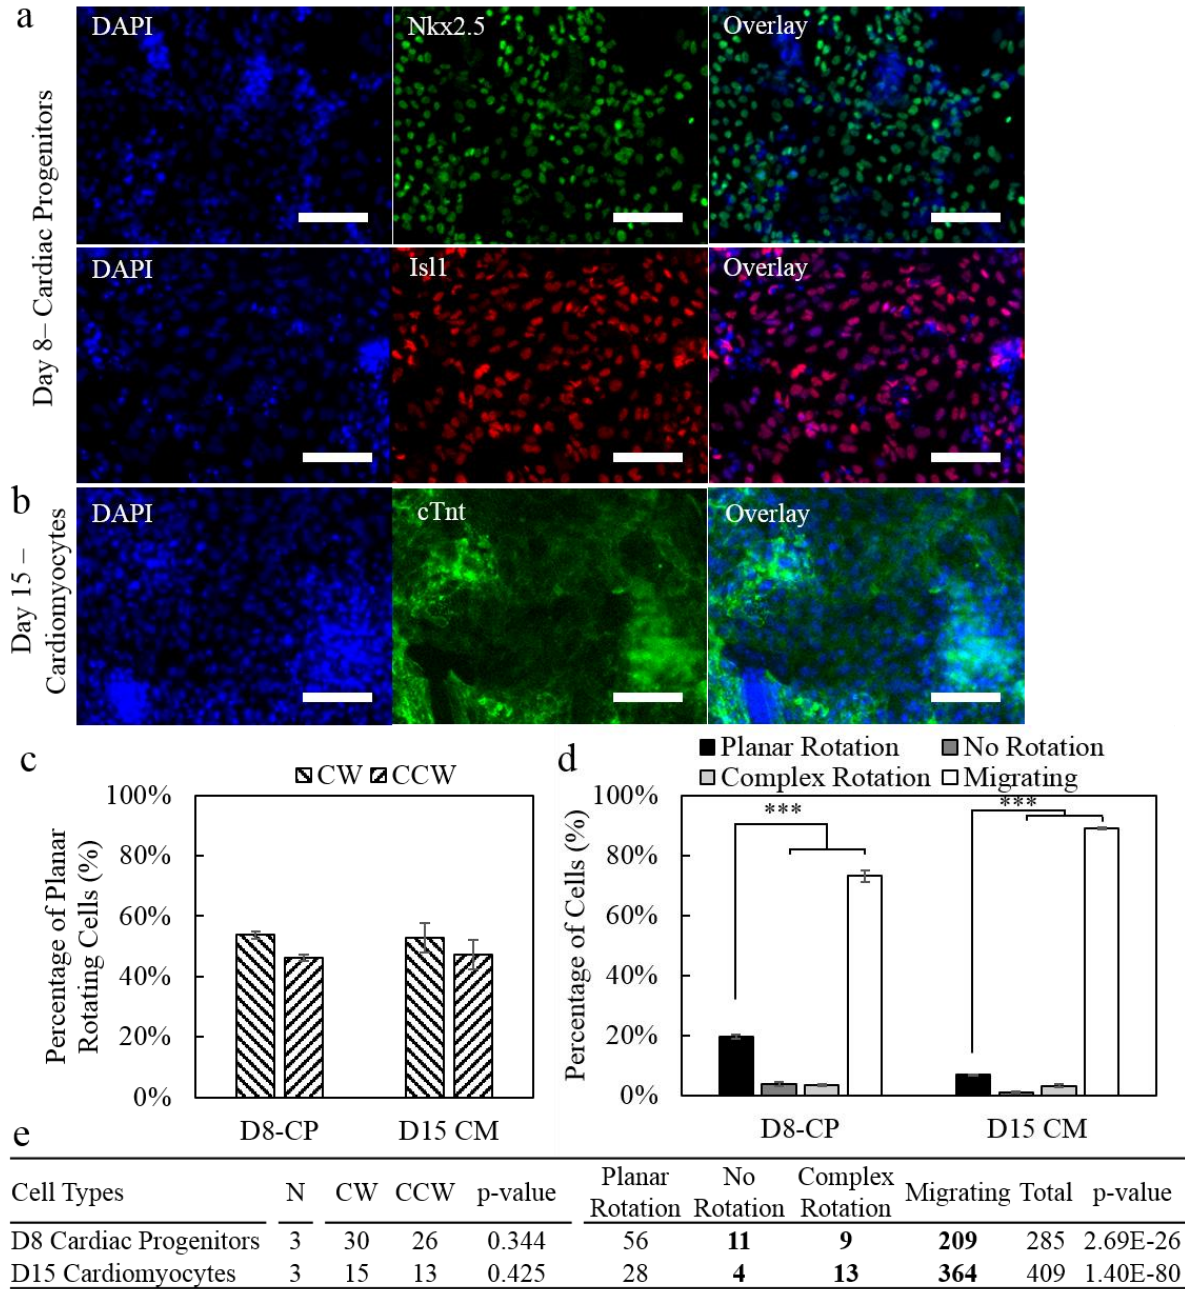 a
DAPI
Nkx2.5
Overlay
Day 8– Cardiac Progenitors
DAPI
Isl1
Overlay
b
Day 15 –
Cardiomyocytes
DAPI
cTnt
Overlay
c
CW CCW
Percentage of Planar
Rotating Cells (%)
100%
80%
60%
40%
20%
0%
D8-CP D15 CM
d
Planar Rotation No Rotation
Complex Rotation Migrating
Percentage of Cells (%)
100%
80%
60%
40%
20%
0%
*** ***
D8-CP D15 CM
e
Cell Types N CW CCW p-value Planar Rotation No Rotation Complex Rotation Migrating Total p-value
D8 Cardiac Progenitors 3 30 26 0.344 56 11 9 209 285 2.69E-26
D15 Cardiomyocytes 3 15 13 0.425 28 4 13 364 409 1.40E-80